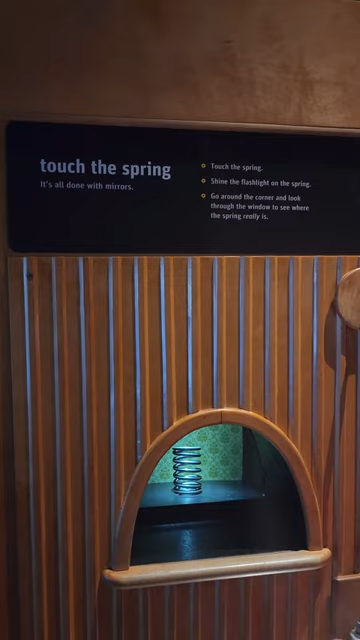 touch the spring
It's all done with mirrors.
Touch the spring.
Shine the flashlight on the spring.
Go around the corner and look
through the window to see where
the spring really is.